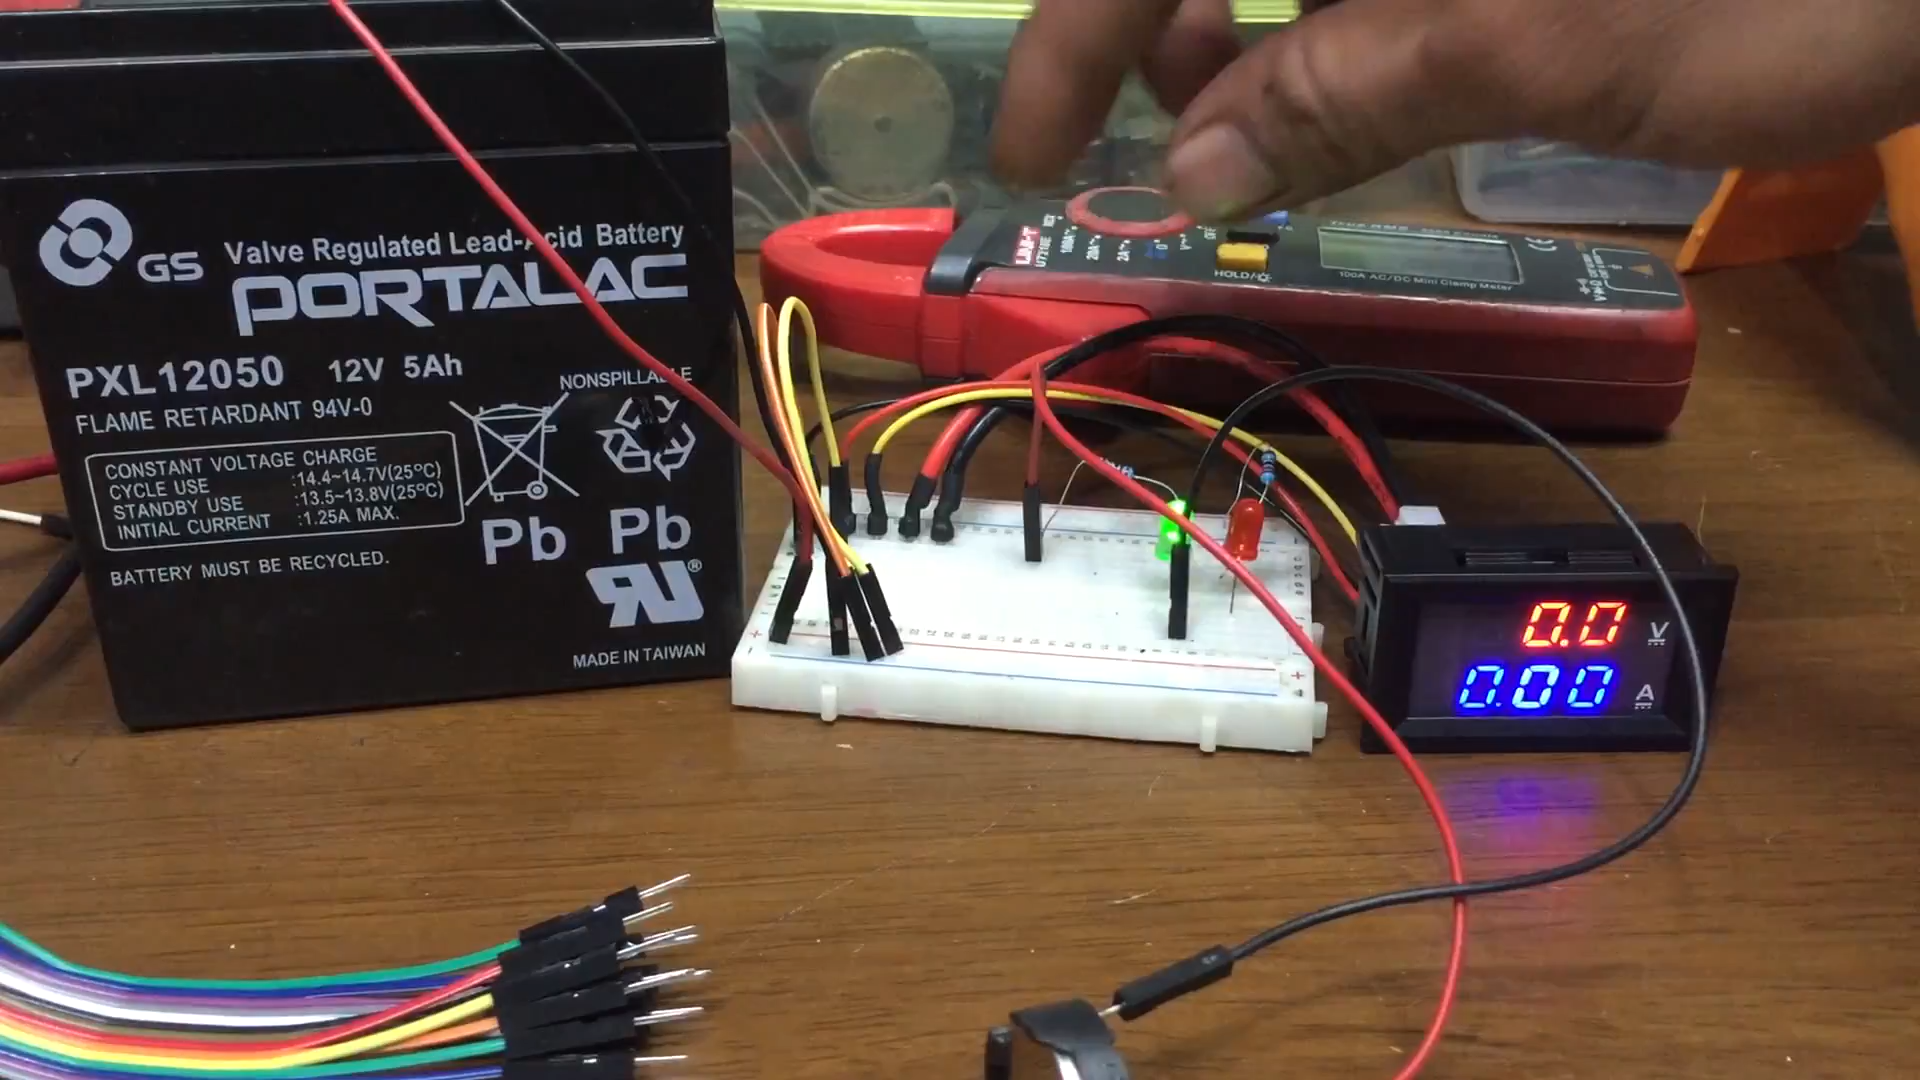 GS
Valve Regulated Lead-Acid Battery
PORTALAC
PXL12050 12V 5Ah
FLAME RETARDANT 94V-0
NONSPILLABLE
CONSTANT VOLTAGE CHARGE
CYCLE USE :14.4~14.7V(25°C)
STANDBY USE :13.5~13.8V(25°C)
INITIAL CURRENT :1.25A MAX.
Pb
Pb
BATTERY MUST BE RECYCLED.
MADE IN TAIWAN
UNI-T
HOLD
100A AC/DC Mini Clamp Meter
CE
0.0 V
0.00 A